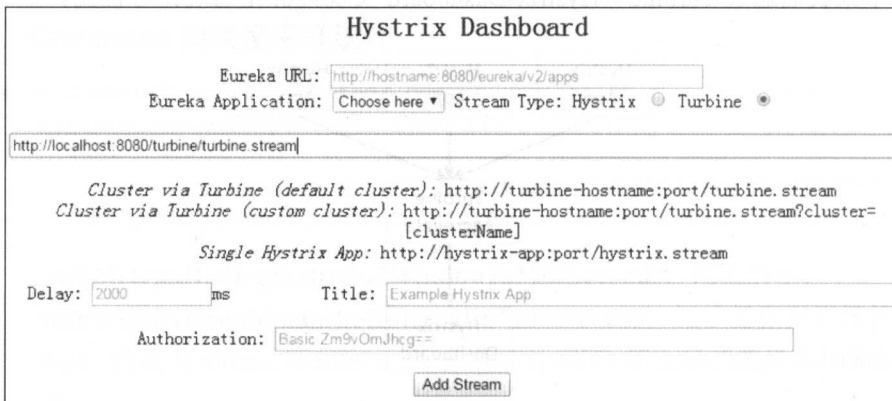 Hystrix Dashboard
Eureka URL: http://hostname:8080/eureka/v2/apps
Eureka Application: Choose here Stream Type: Hystrix Turbine
http://localhost:8080/turbine/turbine.stream
Cluster via Turbine (default cluster): http://turbine-hostname:port/turbine.stream
Cluster via Turbine (custom cluster): http://turbine-hostname:port/turbine.stream?cluster=
[clusterName]
Single Hystrix App: http://hystrix-app:port/hystrix.stream
Delay: 2000 ms Title: Example Hystrix App
Authorization: Basic Zm9vOmJhcg==
Add Stream